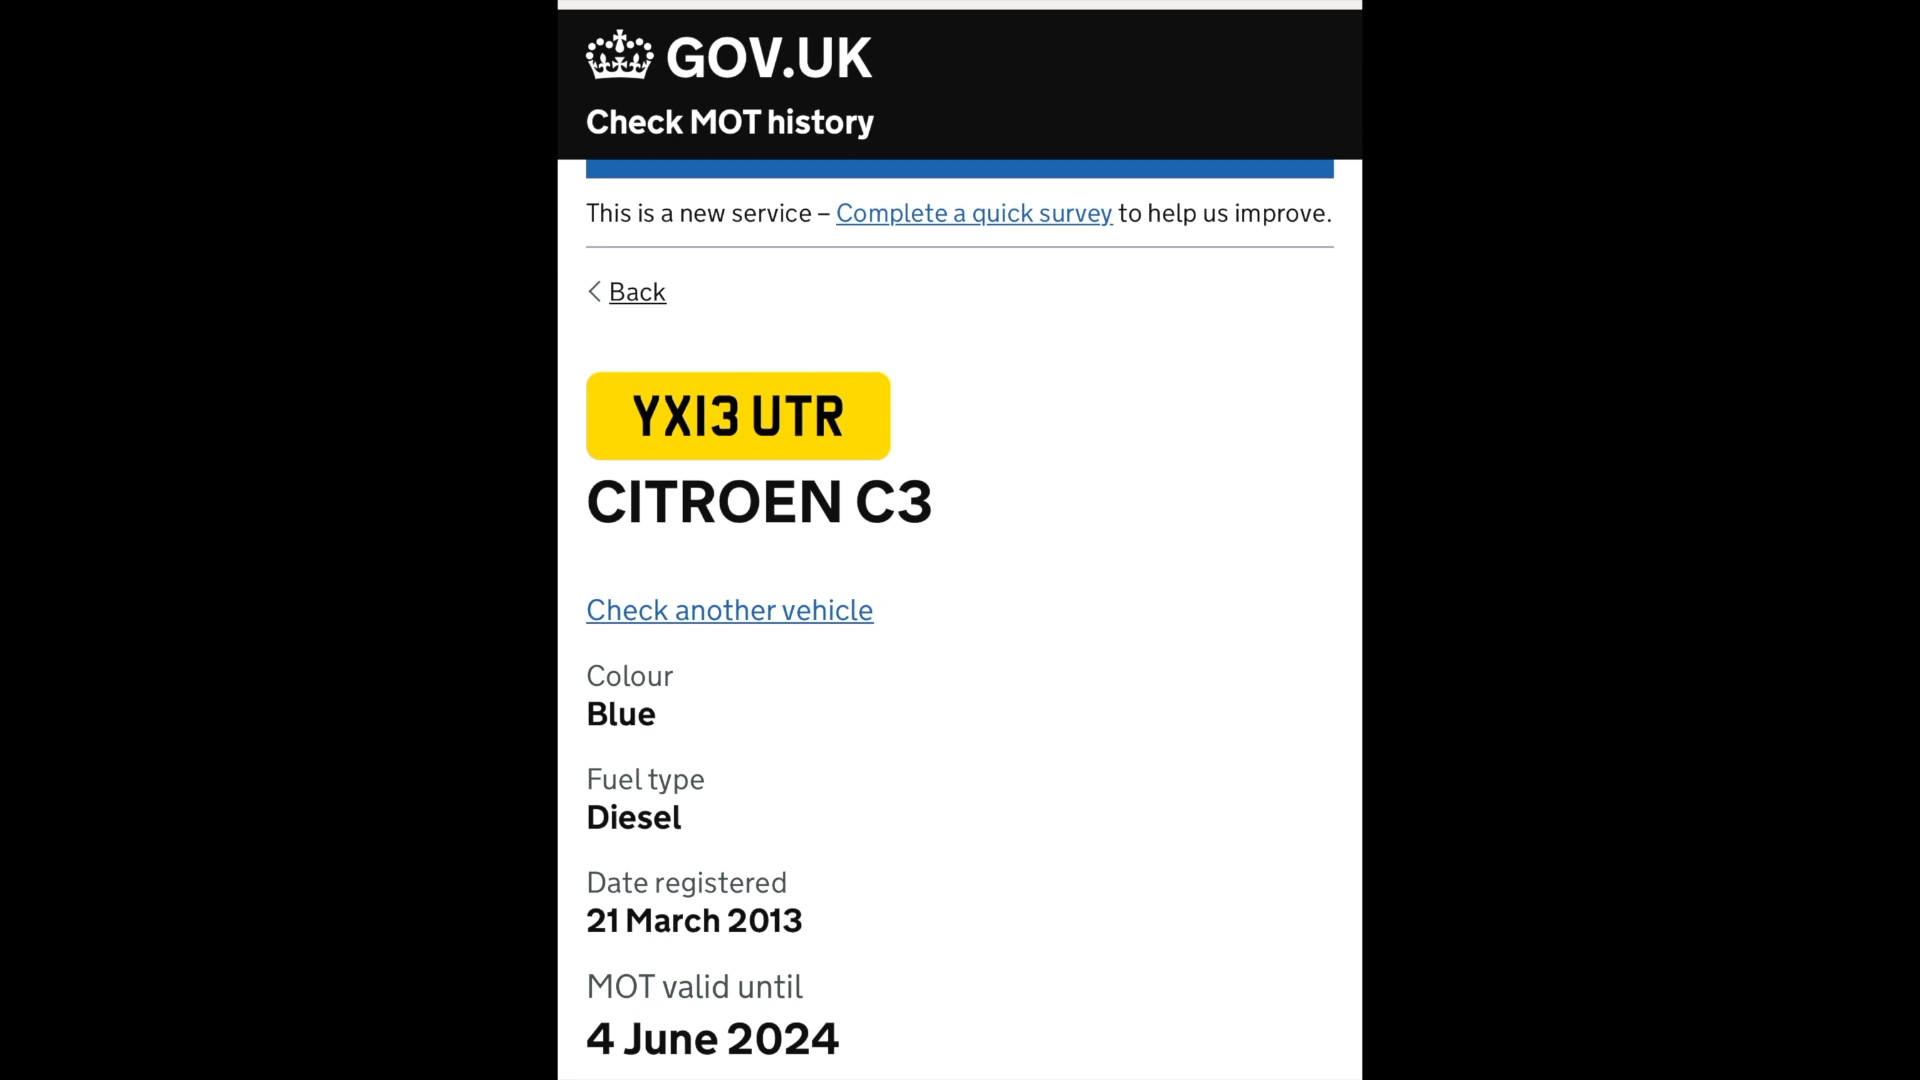 GOV.UK
Check MOT history
This is a new service – Complete a quick survey to help us improve.
Back
YX13 UTR
CITROEN C3
Check another vehicle
Colour
Blue
Fuel type
Diesel
Date registered
21 March 2013
MOT valid until
4 June 2024